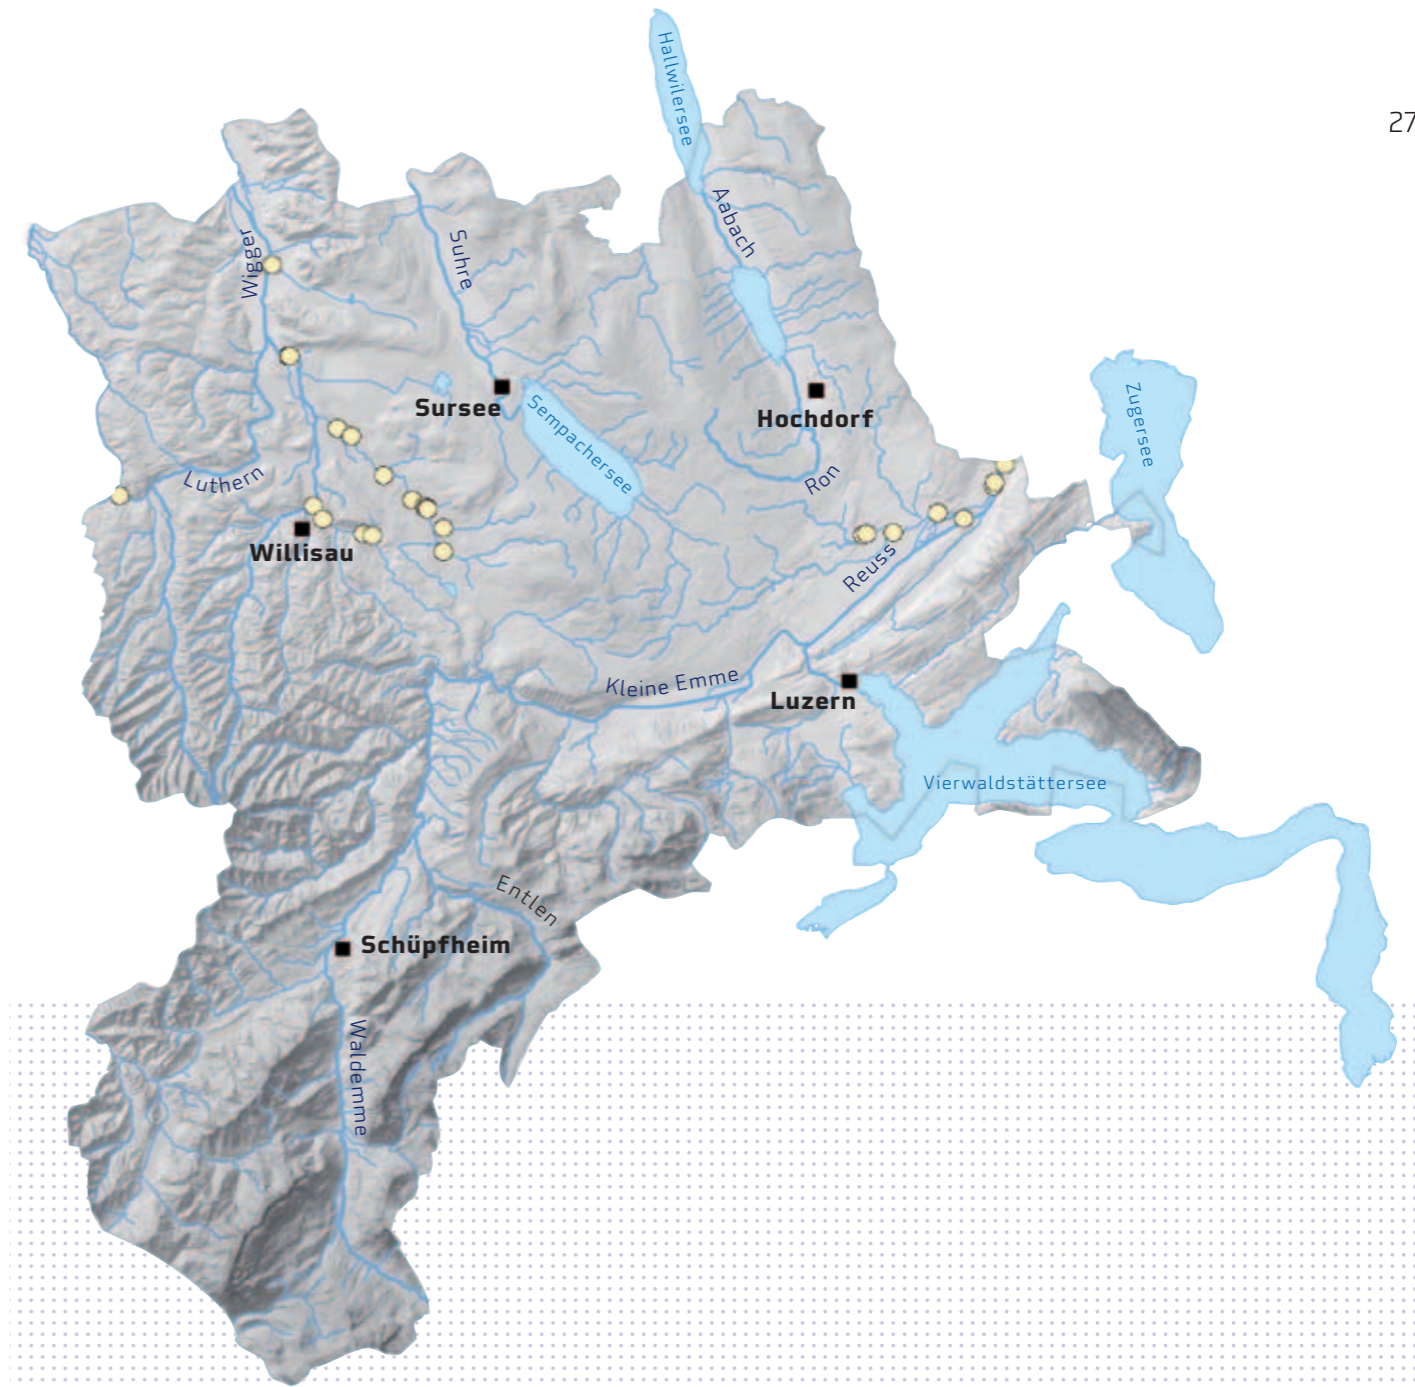 Hallwilersee
27
Aabach
Wigger
Suhre
Zugersee
Sursee
Sempachersee
Hochdorf
Luthern
Ron
Willisau
Reuss
Kleine Emme
Luzern
Vierwaldstättersee
Entlen
Schüpfheim
Waldemme